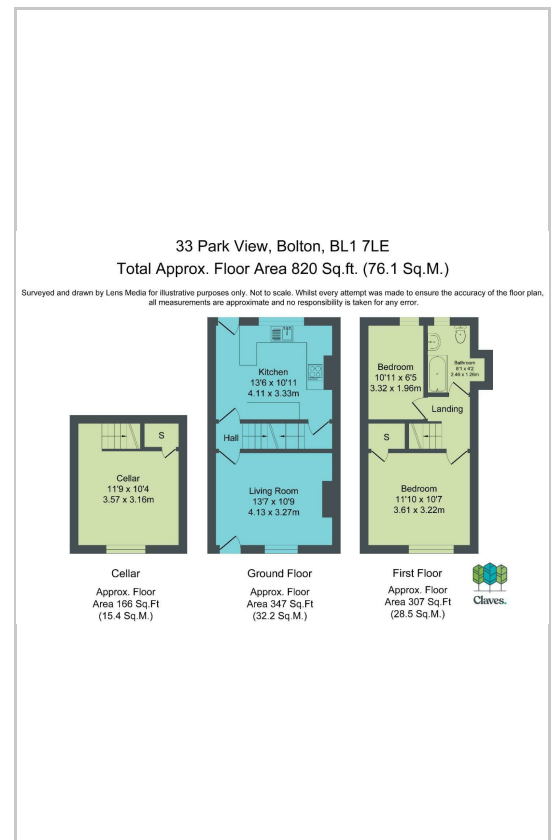 33 Park View, Bolton, BL1 7LE
Total Approx. Floor Area 820 Sq.ft. (76.1 Sq.M.)
Surveyed and drawn by Lens Media for illustrative purposes only. Not to scale. Whilst every attempt was made to ensure the accuracy of the floor plan,
all measurements are approximate and no responsibility is taken for any error.
S
Cellar
11'9 x 10'4
3.57 x 3.16m
Cellar
Approx. Floor
Area 166 Sq.Ft
(15.4 Sq.M.)
Kitchen
13'6 x 10'11
4.11 x 3.33m
Hall
Living Room
13'7 x 10'9
4.13 x 3.27m
Ground Floor
Approx. Floor
Area 347 Sq.Ft
(32.2 Sq.M.)
Bedroom
10'11 x 6'5
3.32 x 1.96m
Bathroom
8'1 x 4'2
2.46 x 1.26m
Landing
S
Bedroom
11'10 x 10'7
3.61 x 3.22m
First Floor
Approx. Floor
Area 307 Sq.Ft
(28.5 Sq.M.)
Claves.